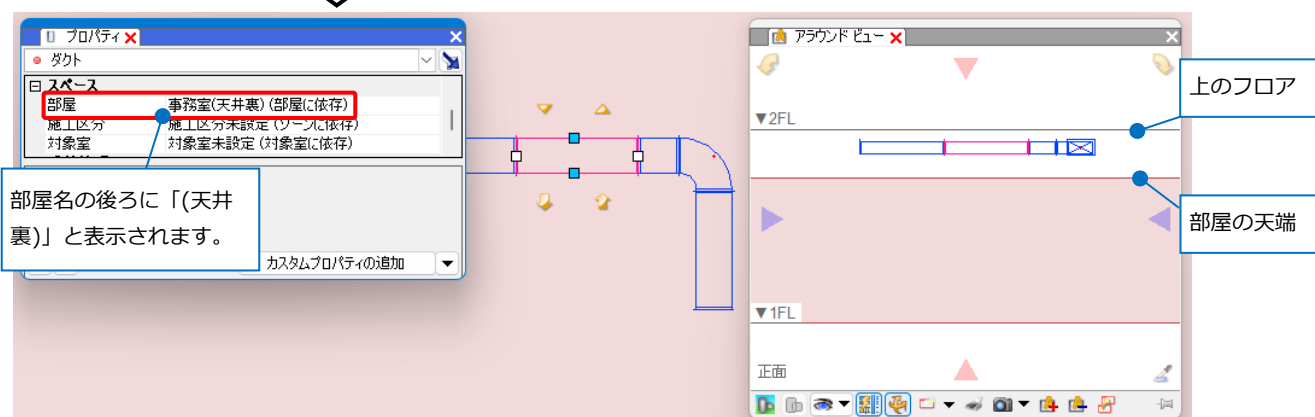 プロパティ
ダクト
スペース
部屋 事務室(天井裏) (部屋に依存)
施工区分 施工区分未設定 (ゾーンに依存)
対象室 対象室未設定 (対象室に依存)
部屋名の後ろに「(天井
裏)」と表示されます。
カスタムプロパティの追加
アラウンド ビュー
▼2FL
▼1FL
正面
上のフロア
部屋の天端